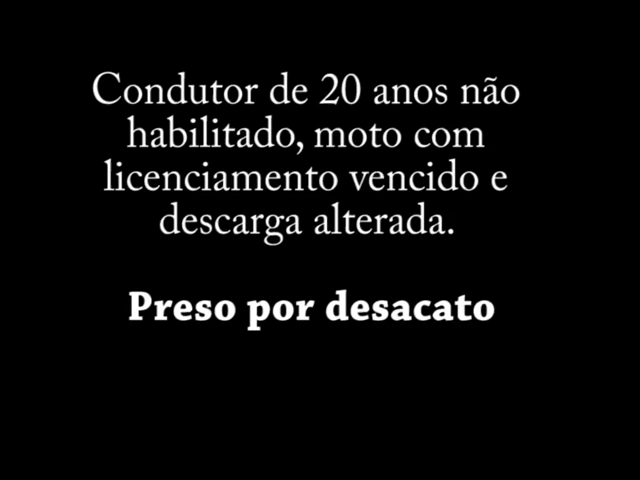 Condutor de 20 anos não
habilitado, moto com
licenciamento vencido e
descarga alterada.
Preso por desacato